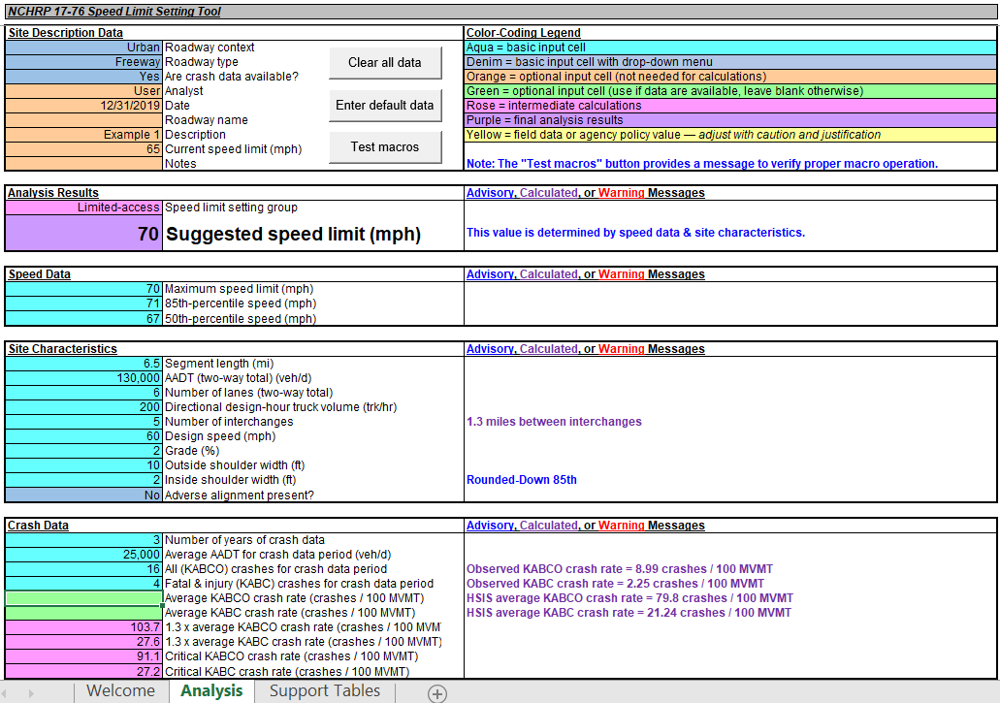 NCHRP 17-76 Speed Limit Setting Tool
Site Description Data
Urban Roadway context
Freeway Roadway type
Yes Are crash data available?
User Analyst
12/31/2019 Date
Roadway name
Example 1 Description
65 Current speed limit (mph)
Notes
Clear all data
Enter default data
Test macros
Color-Coding Legend
Aqua = basic input cell
Denim = basic input cell with drop-down menu
Orange = optional input cell (not needed for calculations)
Green = optional input cell (use if data are available, leave blank otherwise)
Rose = intermediate calculations
Purple = final analysis results
Yellow = field data or agency policy value — adjust with caution and justification
Note: The "Test macros" button provides a message to verify proper macro operation.
Analysis Results Advisory, Calculated, or Warning Messages
Limited-access Speed limit setting group
70 Suggested speed limit (mph) This value is determined by speed data & site characteristics.
Speed Data Advisory, Calculated, or Warning Messages
70 Maximum speed limit (mph)
71 85th-percentile speed (mph)
67 50th-percentile speed (mph)
Site Characteristics Advisory, Calculated, or Warning Messages
6.5 Segment length (mi)
130,000 AADT (two-way total) (veh/d)
6 Number of lanes (two-way total)
200 Directional design-hour truck volume (trk/hr)
5 Number of interchanges 1.3 miles between interchanges
60 Design speed (mph)
2 Grade (%)
10 Outside shoulder width (ft)
2 Inside shoulder width (ft) Rounded-Down 85th
No Adverse alignment present?
Crash Data Advisory, Calculated, or Warning Messages
3 Number of years of crash data
25,000 Average AADT for crash data period (veh/d)
16 All (KABCO) crashes for crash data period Observed KABCO crash rate = 8.99 crashes / 100 MVMT
4 Fatal & injury (KABC) crashes for crash data period Observed KABC crash rate = 2.25 crashes / 100 MVMT
Average KABCO crash rate (crashes / 100 MVMT) HSIS average KABCO crash rate = 79.8 crashes / 100 MVMT
Average KABC crash rate (crashes / 100 MVMT) HSIS average KABC crash rate = 21.24 crashes / 100 MVMT
103.7 1.3 x average KABCO crash rate (crashes / 100 MVM
27.6 1.3 x average KABC crash rate (crashes / 100 MVMT)
91.1 Critical KABCO crash rate (crashes / 100 MVMT)
27.2 Critical KABC crash rate (crashes / 100 MVMT)
Welcome Analysis Support Tables